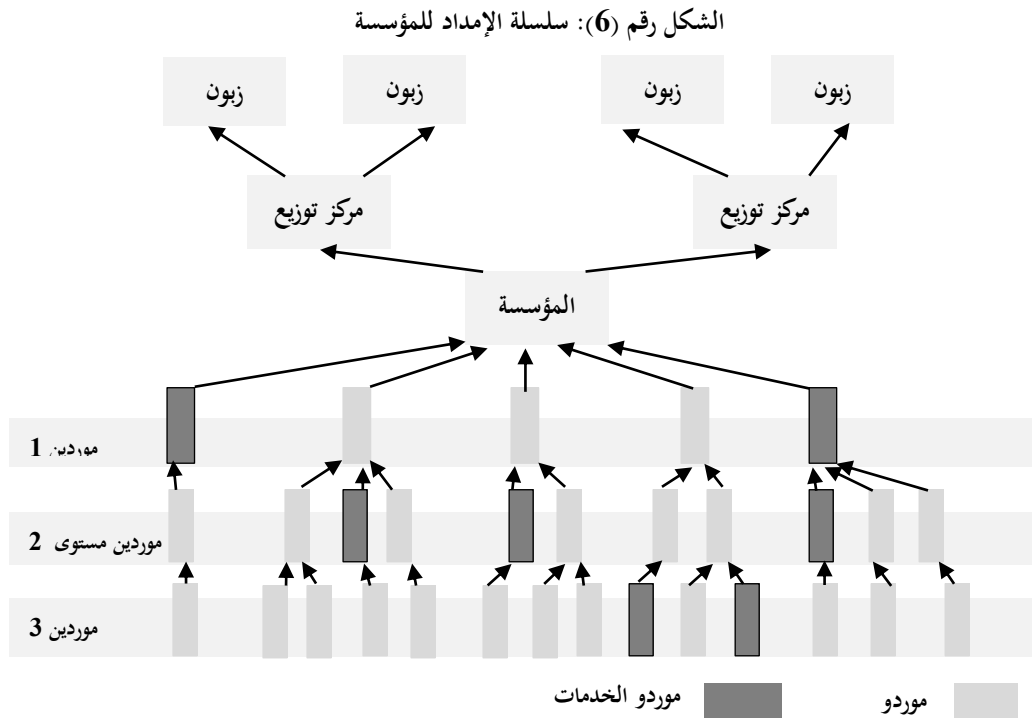 الشكل رقم (6): سلسلة الإمداد للمؤسسة
زبون
زبون
زبون
زبون
مركز توزيع
مركز توزيع
المؤسسة
موردين 1
موردين مستوى 2
موردين 3
موردو
موردو الخدمات